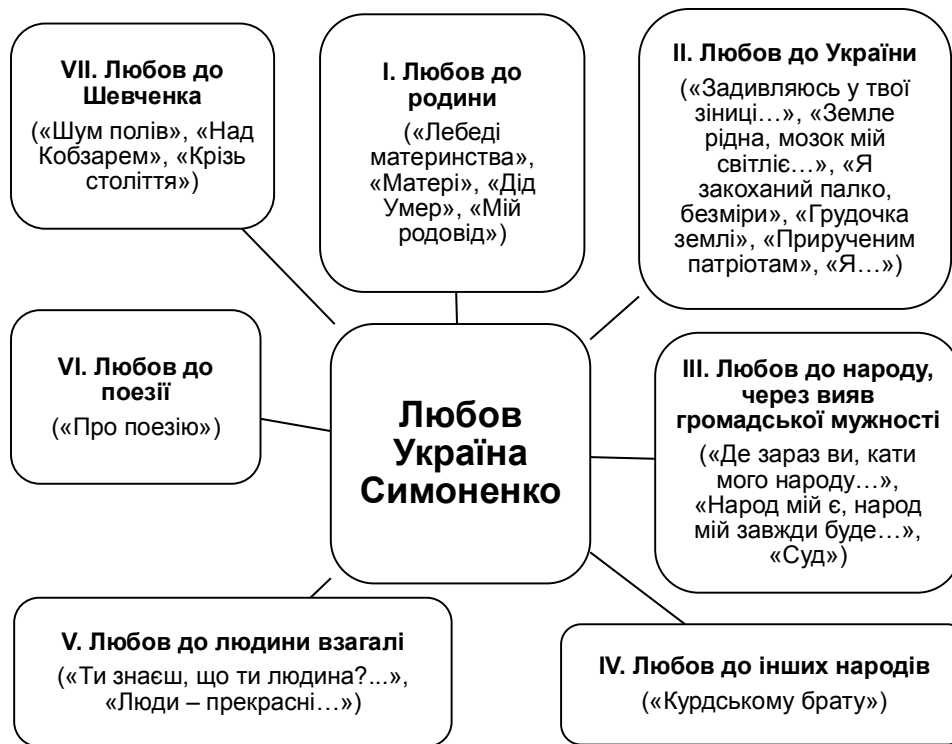 VII. Любов до
Шевченка
(«Шум полів», «Над
Кобзарем», «Крізь
століття»)
I. Любов до
родини
(«Лебеді
материнства»,
«Матері», «Дід
Умер», «Мій
родовід»)
II. Любов до України
(«Задивляюсь у твої
зіниці…», «Земле
рідна, мозок мій
світліє…», «Я
закоханий палко,
безміри», «Грудочка
землі», «Прирученим
патріотам», «Я…»)
VI. Любов до
поезії
(«Про поезію»)
Любов
Україна
Симоненко
III. Любов до народу,
через вияв
громадської мужності
(«Де зараз ви, кати
мого народу…»,
«Народ мій є, народ
мій завжди буде…»,
«Суд»)
V. Любов до людини взагалі
(«Ти знаєш, що ти людина?...»,
«Люди – прекрасні…»)
IV. Любов до інших народів
(«Курдському брату»)